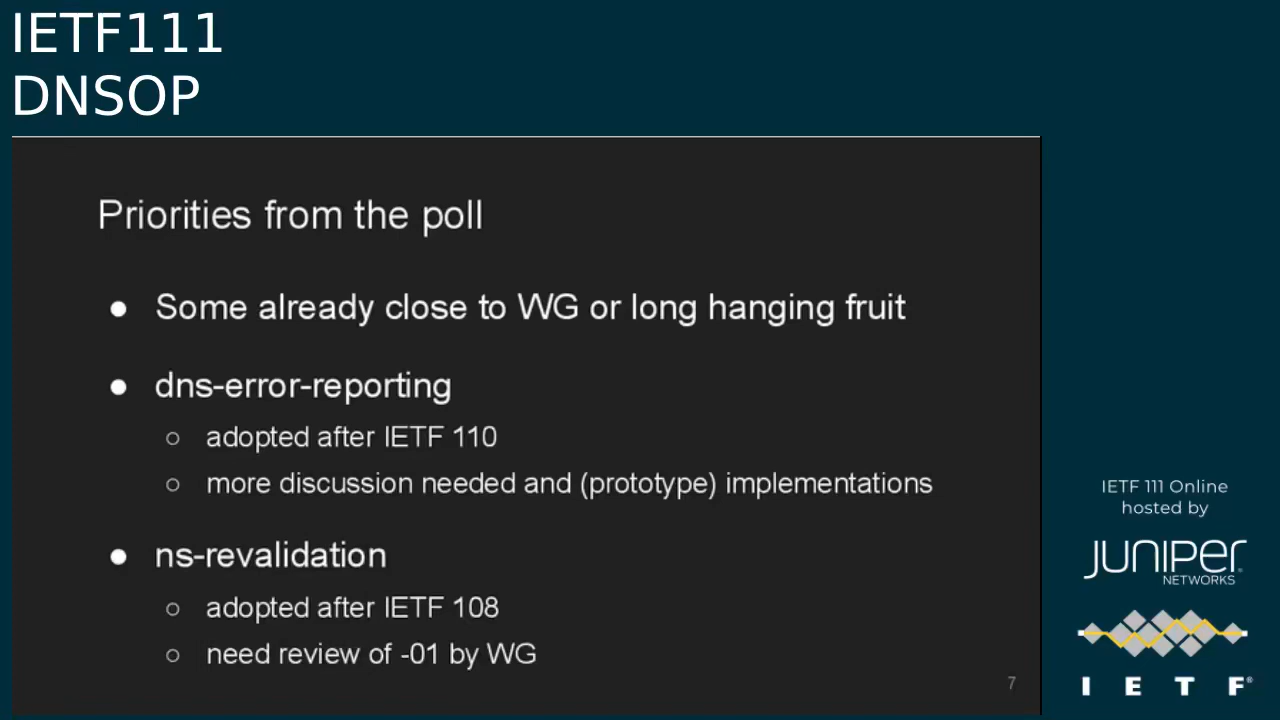 IETF111
DNSOP
Priorities from the poll
● Some already close to WG or long hanging fruit
● dns-error-reporting
○ adopted after IETF 110
○ more discussion needed and (prototype) implementations
● ns-revalidation
○ adopted after IETF 108
○ need review of -01 by WG
7
IETF 111 Online
hosted by
JUNIPER
NETWORKS
I E T F®